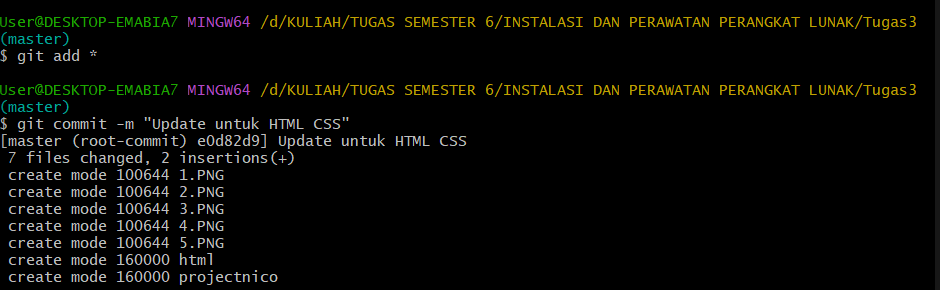 User@DESKTOP-EMABIA7 MINGW64 /d/KULIAH/TUGAS SEMESTER 6/INSTALASI DAN PERAWATAN PERANGKAT LUNAK/Tugas3
(master)
$ git add *
User@DESKTOP-EMABIA7 MINGW64 /d/KULIAH/TUGAS SEMESTER 6/INSTALASI DAN PERAWATAN PERANGKAT LUNAK/Tugas3
(master)
$ git commit -m "Update untuk HTML CSS"
[master (root-commit) e0d82d9] Update untuk HTML CSS
7 files changed, 2 insertions(+)
create mode 100644 1.PNG
create mode 100644 2.PNG
create mode 100644 3.PNG
create mode 100644 4.PNG
create mode 100644 5.PNG
create mode 160000 html
create mode 160000 projectnico